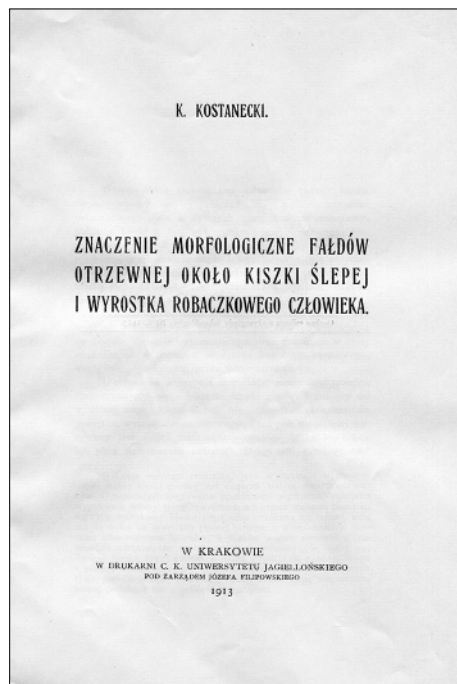 K. KOSTANECKI.
ZNACZENIE MORFOLOGICZNE FAŁDÓW
OTRZEWNEJ OKOŁO KISZKI ŚLEPEJ
I WYROSTKA ROBACZKOWEGO CZŁOWIEKA.
W KRAKOWIE
W DRUKARNI C. K. UNIWERSYTETU JAGIELLOŃSKIEGO
POD ZARZĄDEM JÓZEFA FILIPOWSKIEGO
1913